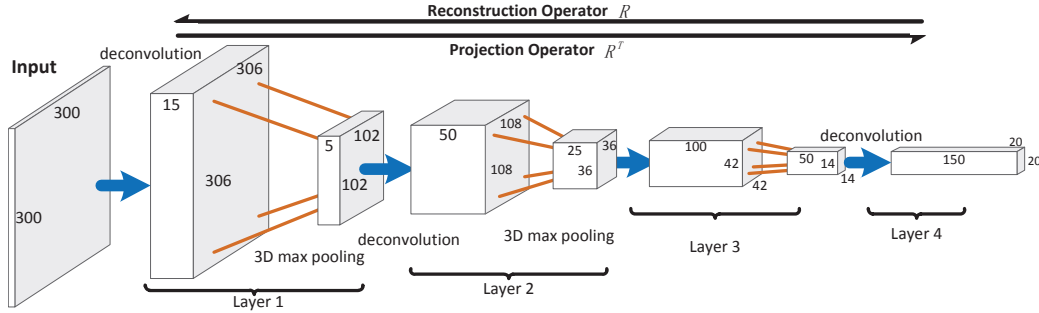 Reconstruction Operator R
Projection Operator R^T
Input
deconvolution
300
300
15
306
306
5
102
102
3D max pooling
Layer 1
deconvolution
50
108
108
25
36
36
3D max pooling
Layer 2
100
42
42
50
14
14
Layer 3
deconvolution
150
20
20
Layer 4